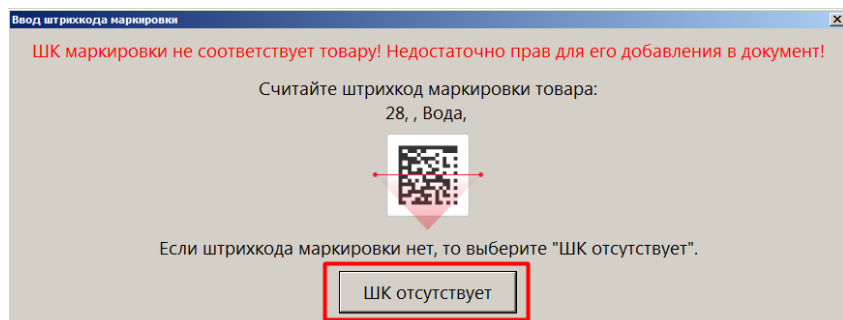 Ввод штрихкода маркировки
ШК маркировки не соответствует товару! Недостаточно прав для его добавления в документ!
Считайте штрихкод маркировки товара:
28, , Вода,
Если штрихкода маркировки нет, то выберите "ШК отсутствует".
ШК отсутствует